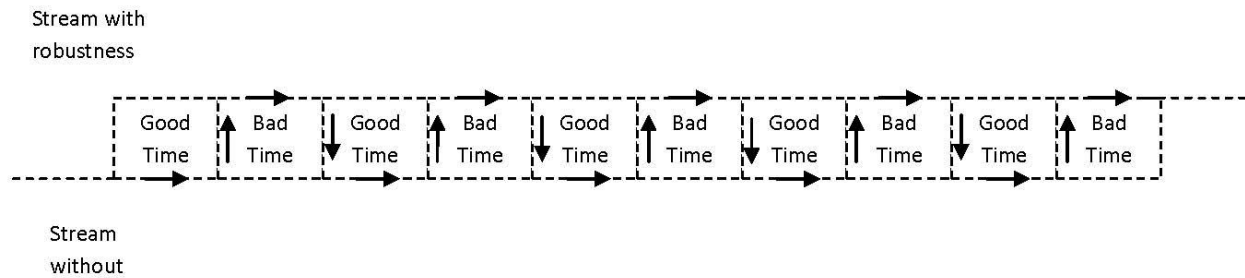 Stream with
robustness
Good Bad Good Bad Good Bad Good Bad Good Bad
Time Time Time Time Time Time Time Time Time Time
Stream
without